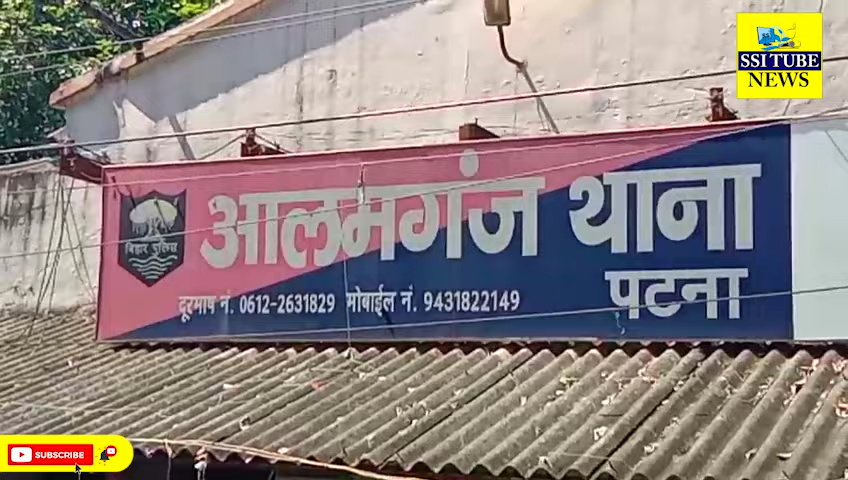 SSI TUBE
NEWS
आलमगंज थाना
पटना
बिहार पुलिस
दूरभाष नं. 0612-2631829 मोबाईल नं. 9431822149
SUBSCRIBE